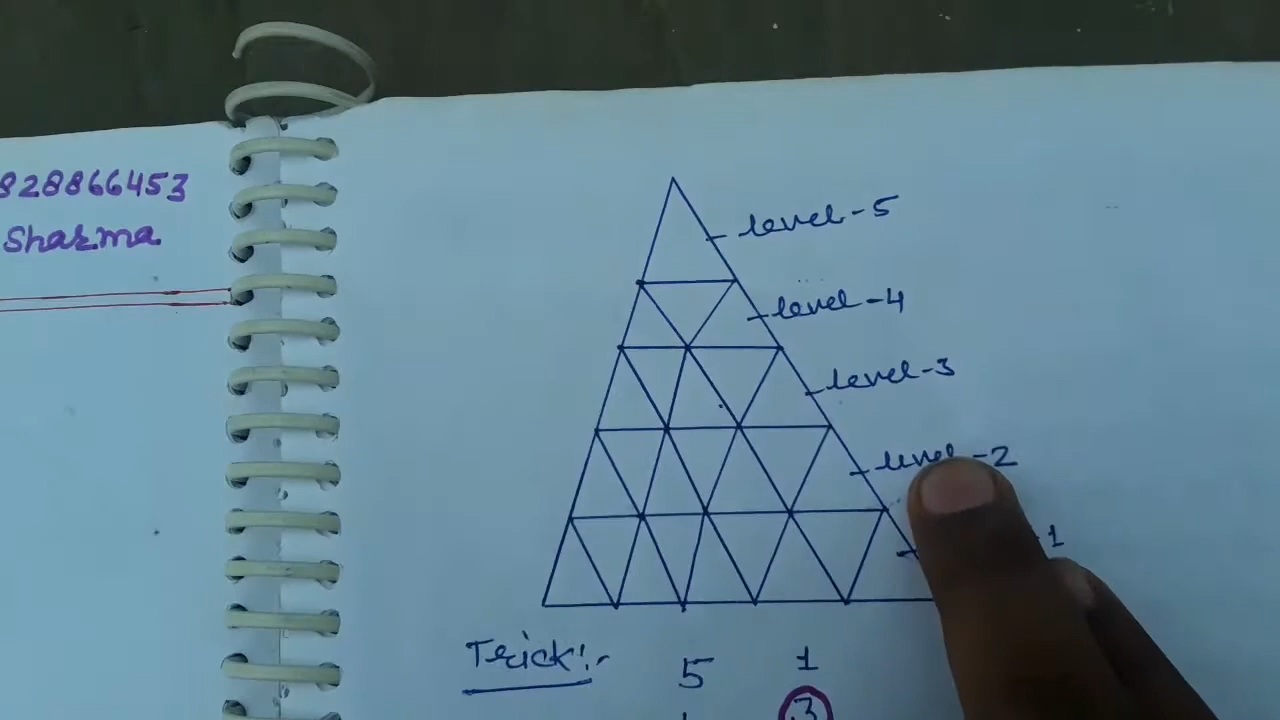 828866453
Sharma
level-5
level-4
level-3
level-2
1
Trick:-
5 1
3